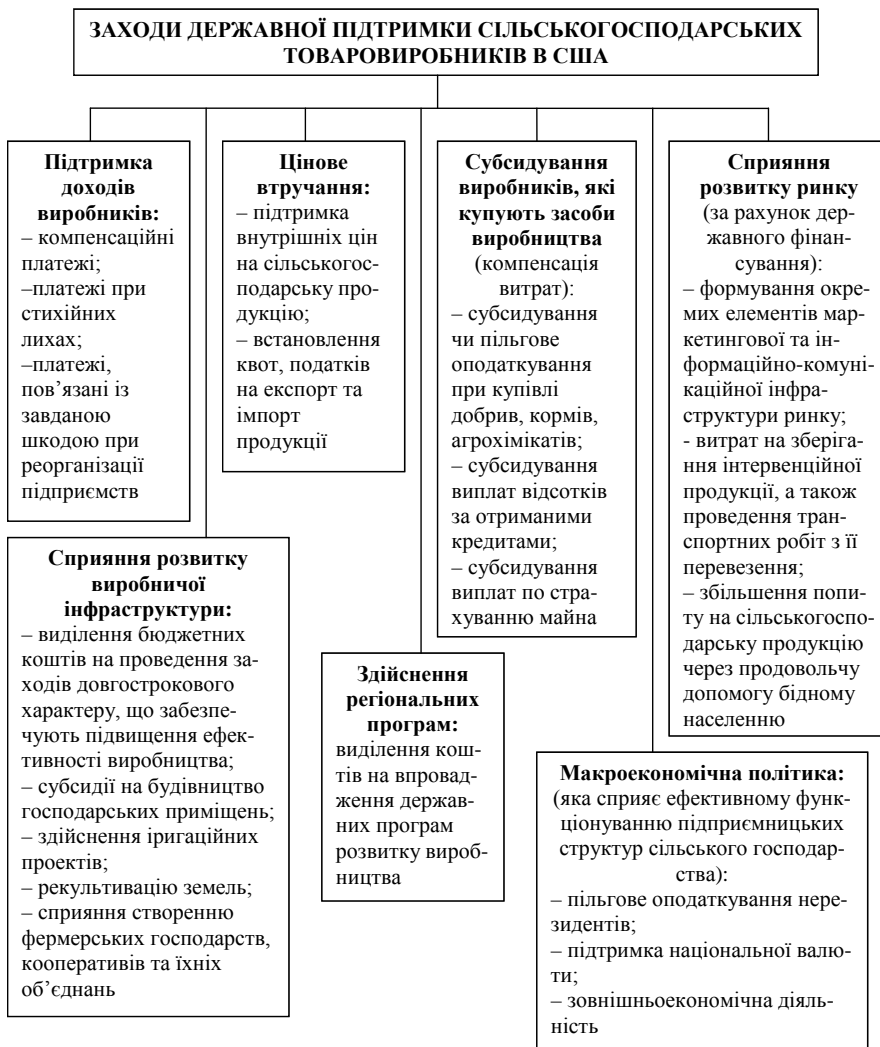 ЗАХОДИ ДЕРЖАВНОЇ ПІДТРИМКИ СІЛЬСЬКОГОСПОДАРСЬКИХ
ТОВАРОВИРОБНИКІВ В США
Підтримка
доходів
виробників:
– компенсаційні
платежі;
–платежі при
стихійних
лихах;
–платежі,
пов’язані із
завданою
шкодою при
реорганізації
підприємств
Цінове
втручання:
– підтримка
внутрішніх цін
на сільськогос-
подарську про-
дукцію;
– встановлення
квот, податків
на експорт та
імпорт
продукції
Субсидування
виробників, які
купують засоби
виробництва
(компенсація
витрат):
– субсидування
чи пільгове
оподаткування
при купівлі
добрив, кормів,
агрохімікатів;
– субсидування
виплат відсотків
за отриманими
кредитами;
– субсидування
виплат по стра-
хуванню майна
Сприяння
розвитку ринку
(за рахунок дер-
жавного фінан-
сування):
– формування окре-
мих елементів мар-
кетингової та ін-
формаційно-комуні-
каційної інфра-
структури ринку;
- витрат на зберіга-
ння інтервенційної
продукції, а також
проведення тран-
спортних робіт з її
перевезення;
– збільшення попи-
ту на сільськогоспо-
дарську продукцію
через продовольчу
допомогу бідному
населенню
Сприяння розвитку
виробничої
інфраструктури:
– виділення бюджетних
коштів на проведення за-
ходів довгострокового
характеру, що забезпе-
чують підвищення ефек-
тивності виробництва;
– субсидії на будівництво
господарських приміщень;
– здійснення іригаційних
проектів;
– рекультивацію земель;
– сприяння створенню
фермерських господарств,
кооперативів та їхніх
об’єднань
Здійснення
регіональних
програм:
виділення кош-
тів на впровад-
ження держав-
них програм
розвитку вироб-
ництва
Макроекономічна політика:
(яка сприяє ефективному функ-
ціонуванню підприємницьких
структур сільського господар-
ства):
– пільгове оподаткування нере-
зидентів;
– підтримка національної валю-
ти;
– зовнішньоекономічна діяль-
ність